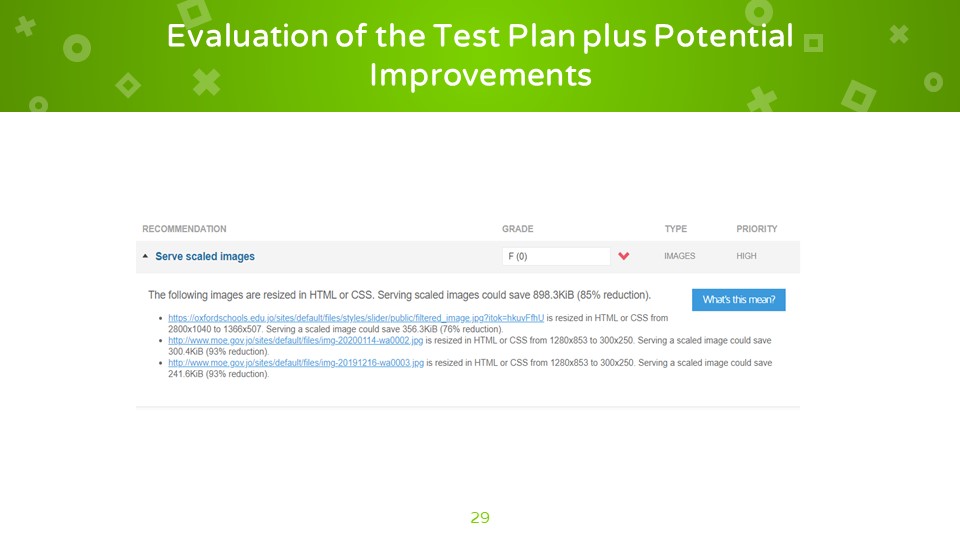 Evaluation of the Test Plan plus Potential
Improvements
RECOMMENDATION GRADE TYPE PRIORITY
Serve scaled images F (0) IMAGES HIGH
The following images are resized in HTML or CSS. Serving scaled images could save 898.3KiB (85% reduction). What's this mean?
• https://oxfordschools.edu.jo/sites/default/files/styles/slider/public/filtered_image.jpg?itok=hkuvFfhU is resized in HTML or CSS from
2800x1040 to 1366x507. Serving a scaled image could save 356.3KiB (76% reduction).
• http://www.moe.gov.jo/sites/default/files/img-20200114-wa0002.jpg is resized in HTML or CSS from 1280x853 to 300x250. Serving a scaled image could save
300.4KiB (93% reduction).
• http://www.moe.gov.jo/sites/default/files/img-20191216-wa0003.jpg is resized in HTML or CSS from 1280x853 to 300x250. Serving a scaled image could save
241.6KiB (93% reduction).
29